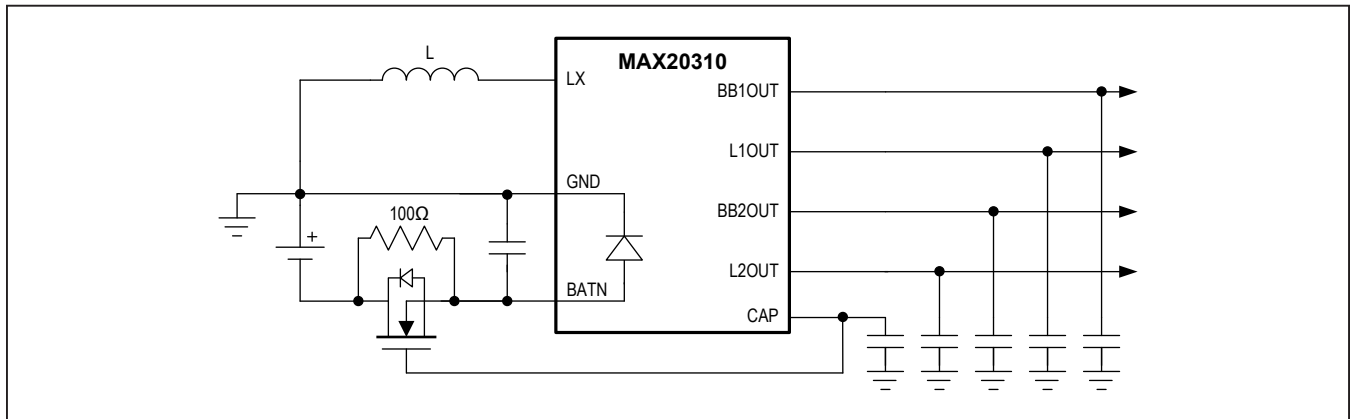 MAX20310
L
LX
BB1OUT
L1OUT
GND
BB2OUT
100Ω
+
L2OUT
BATN
CAP